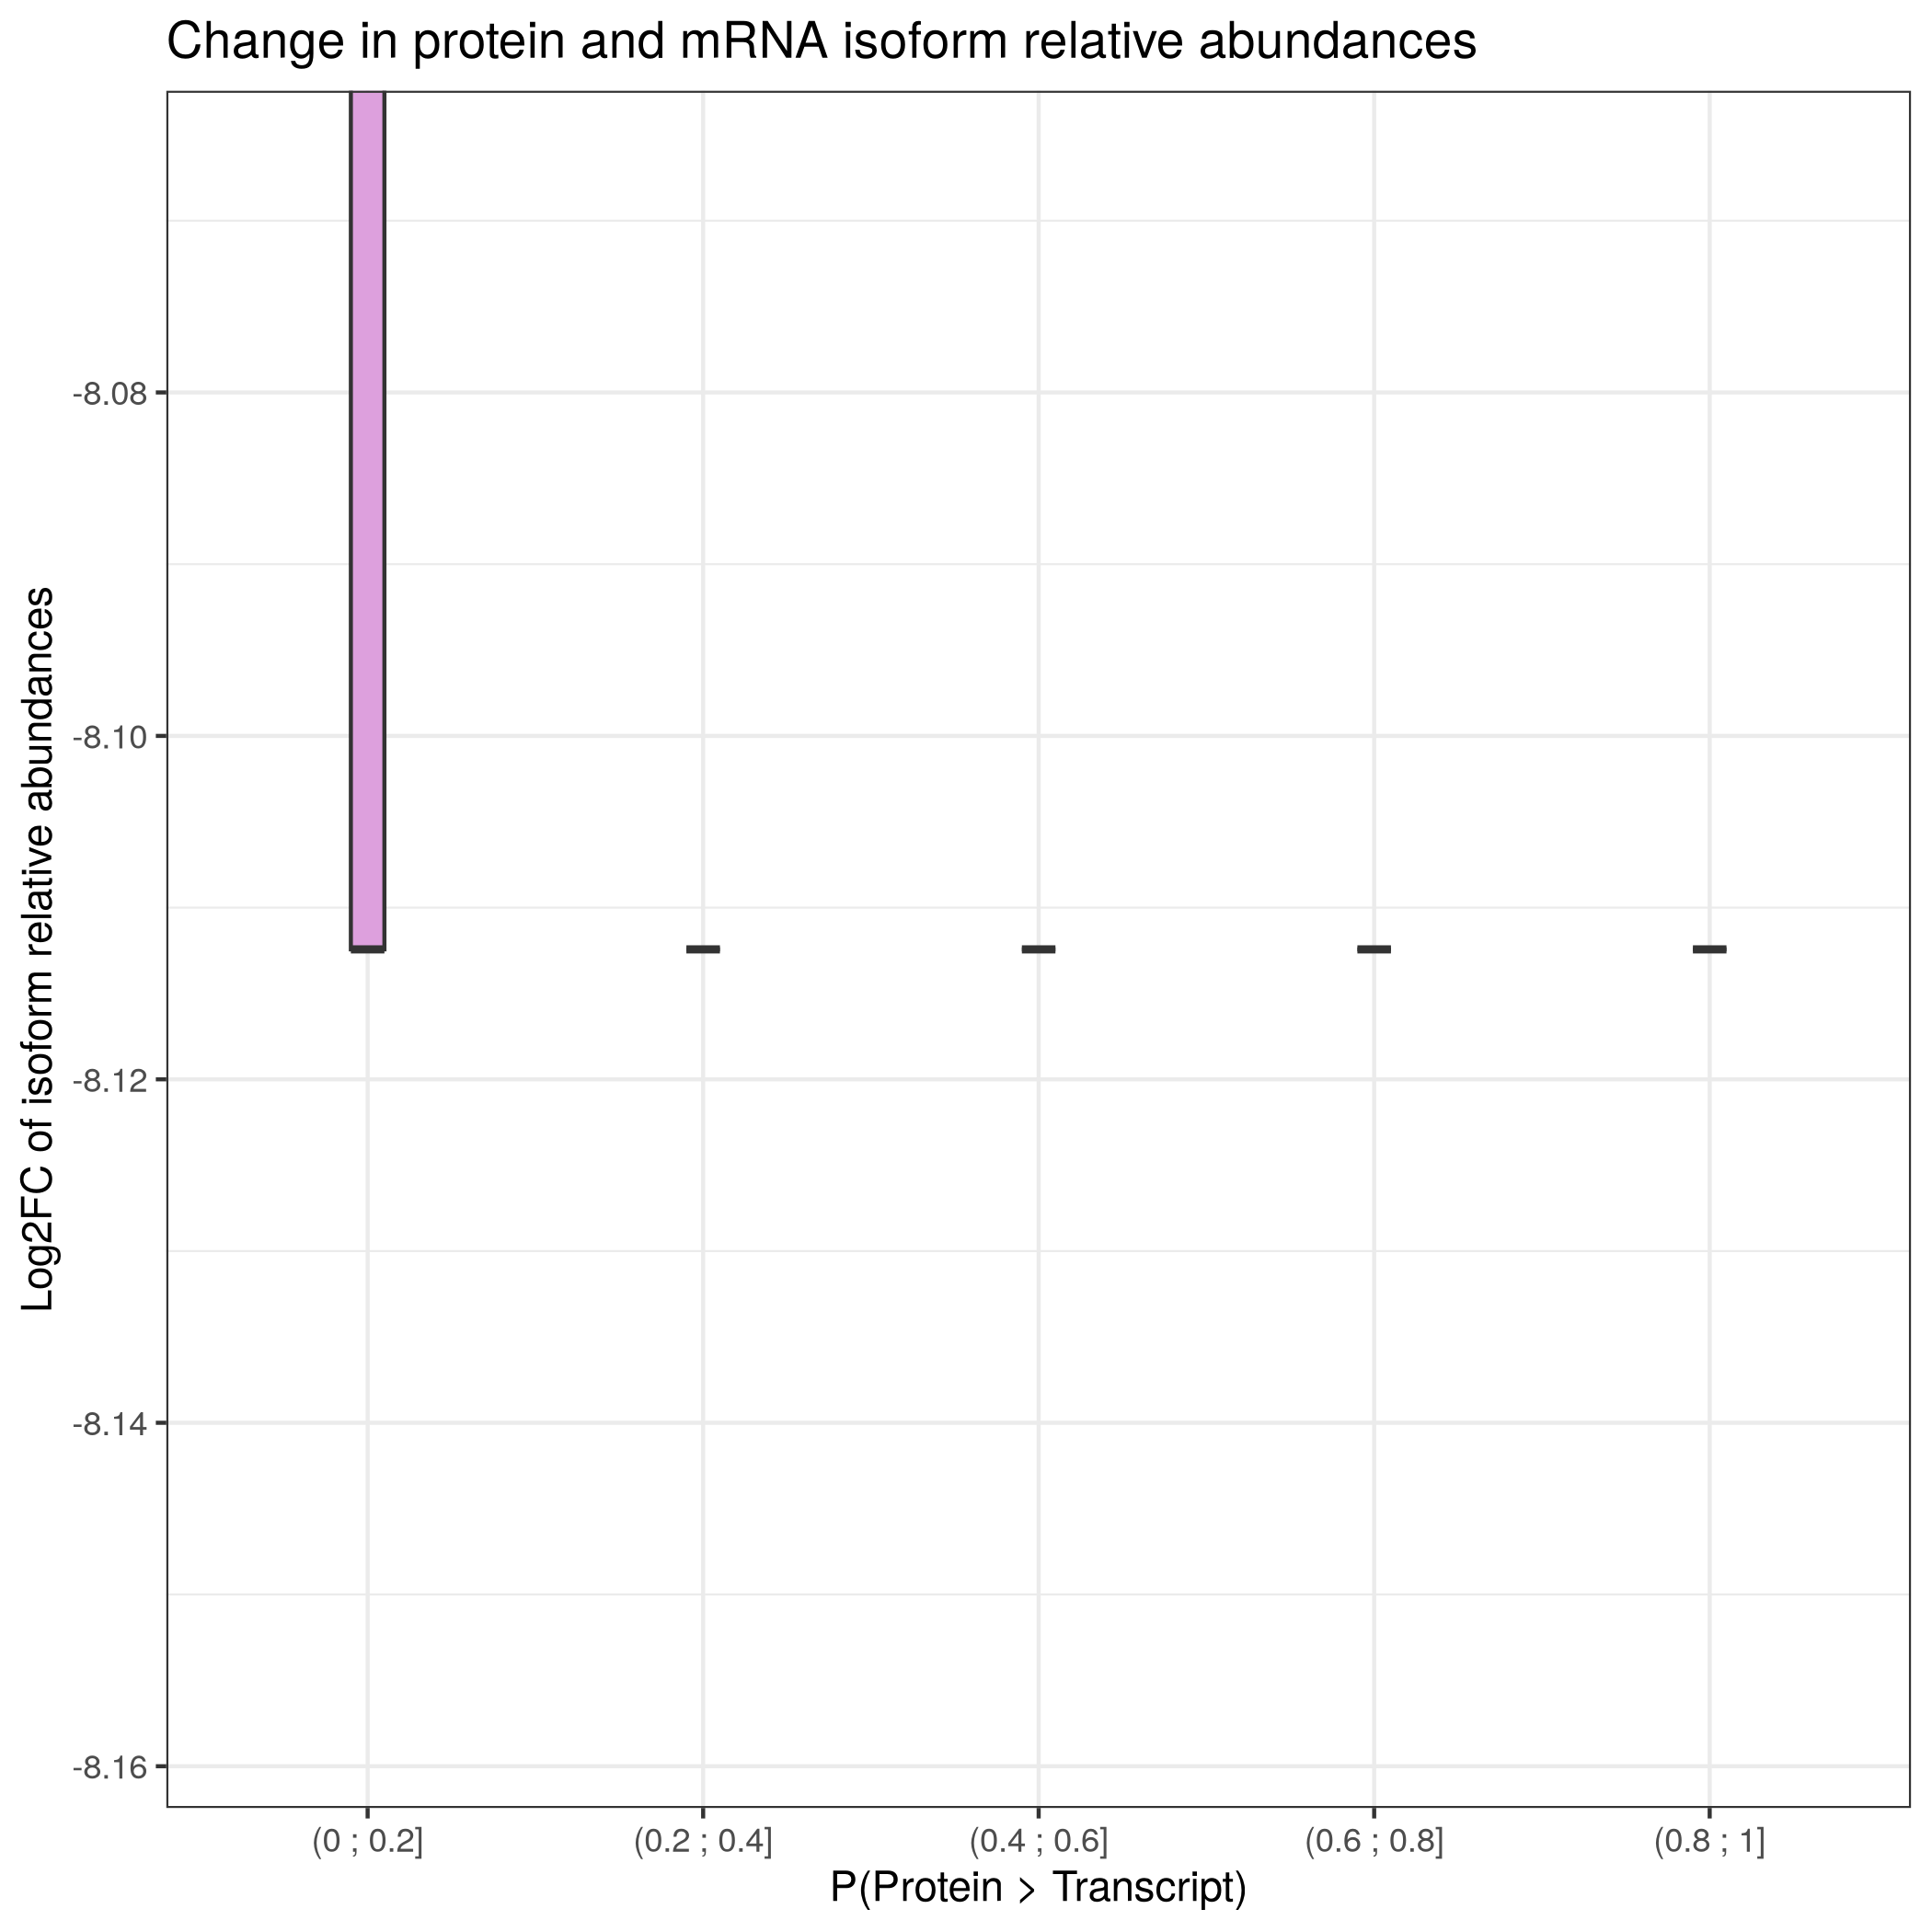 Change in protein and mRNA isoform relative abundances
Log2FC of isoform relative abundances
-8.08
-8.10
-8.12
-8.14
-8.16
(0 ; 0.2]
(0.2 ; 0.4]
(0.4 ; 0.6]
(0.6 ; 0.8]
(0.8 ; 1]
P(Protein > Transcript)